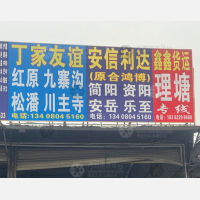 丁家友谊
红原 九寨沟
松潘 川主寺
电话:134 0804 5160
安信利达
(原合鸿博)
简阳 资阳
安岳 乐至
电话:134 0804 5160
鑫鑫货运
理塘
专线